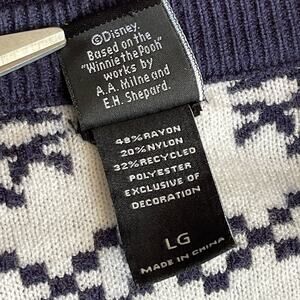 ©Disney.
Based on the
"Winnie the Pooh"
works by
A.A. Milne and
E.H. Shepard.
48% RAYON
20% NYLON
32% RECYCLED
POLYESTER
EXCLUSIVE OF
DECORATION
LG
MADE IN CHINA